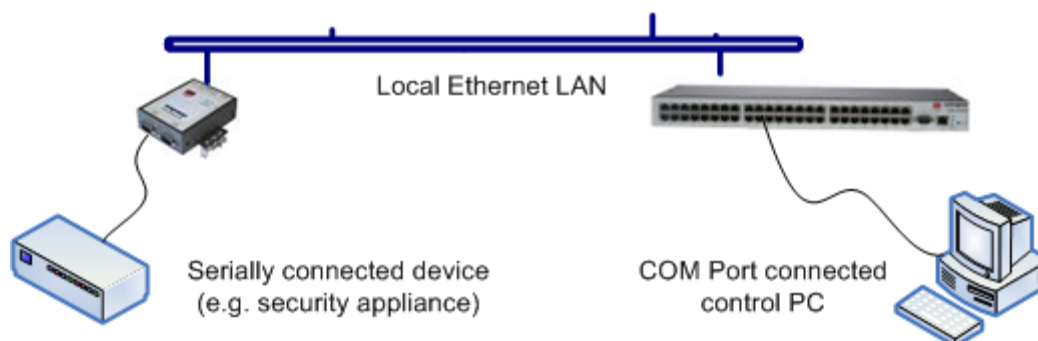 Local Ethernet LAN
Serially connected device
(e.g. security appliance)
COM Port connected
control PC